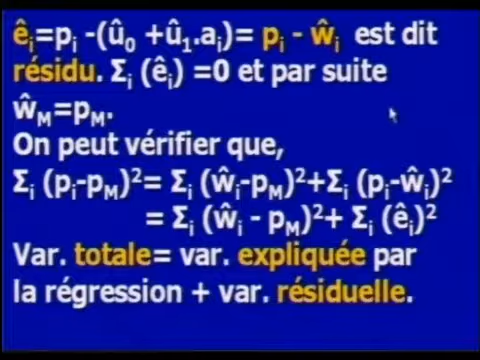 êᵢ=pᵢ -(û₀ +û₁.aᵢ)= pᵢ - ŵᵢ est dit
résidu. Σᵢ (êᵢ) =0 et par suite
ŵ_M=p_M.
On peut vérifier que,
Σᵢ (pᵢ-p_M)²= Σᵢ (ŵᵢ-p_M)²+Σᵢ (pᵢ-ŵᵢ)²
= Σᵢ (ŵᵢ - p_M)²+ Σᵢ (êᵢ)²
Var. totale= var. expliquée par
la régression + var. résiduelle.